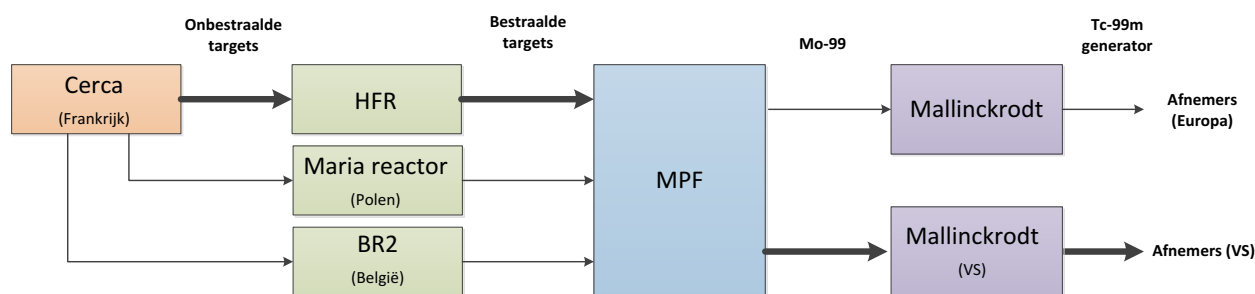 Onbestraalde
targets
Bestraalde
targets
Mo-99
Tc-99m
generator
Cerca
(Frankrijk)
HFR
Maria reactor
(Polen)
BR2
(België)
MPF
Mallinckrodt
Afnemers
(Europa)
Mallinckrodt
(VS)
Afnemers (VS)